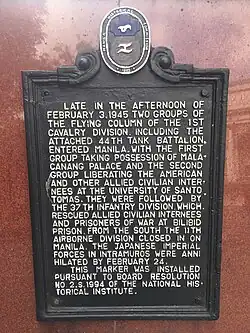 LATE IN THE AFTERNOON OF
FEBRUARY 3, 1945 TWO GROUPS OF
THE FLYING COLUMN OF THE 1ST
CAVALRY DIVISION, INCLUDING THE
ATTACHED 44TH TANK BATTALION,
ENTERED MANILA, WITH THE FIRST
GROUP TAKING POSSESSION OF MALA-
CAÑANG PALACE AND THE SECOND
GROUP LIBERATING THE AMERICAN
AND OTHER ALLIED CIVILIAN INTER-
NEES AT THE UNIVERSITY OF SANTO
TOMAS. THEY WERE FOLLOWED BY
THE 37TH INFANTRY DIVISION WHICH
RESCUED ALLIED CIVILIAN INTERNEES
AND PRISONERS OF WAR AT BILIBID
PRISON. FROM THE SOUTH THE 11TH
AIRBORNE DIVISION CLOSED IN ON
MANILA. THE JAPANESE IMPERIAL
FORCES IN INTRAMUROS WERE ANNI
HILATED BY FEBRUARY 24.
THIS MARKER WAS INSTALLED
PURSUANT TO BOARD RESOLUTION
NO. 2, S. 1994 OF THE NATIONAL HIS-
TORICAL INSTITUTE.